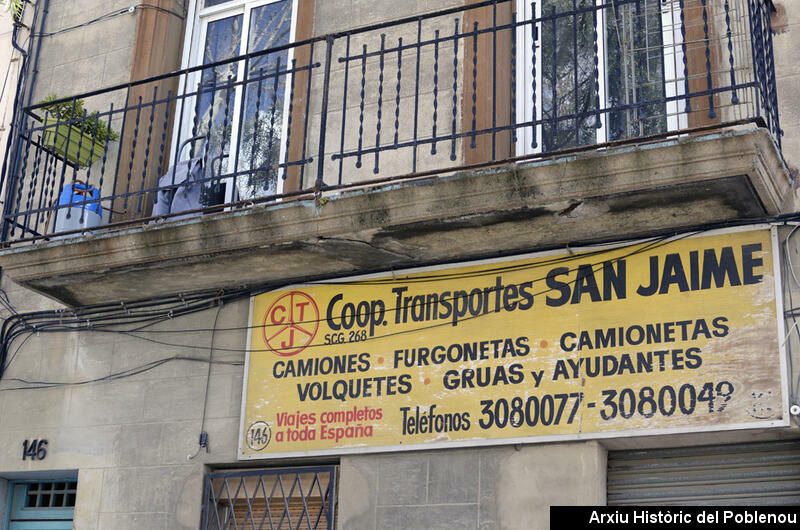 CTJ
Coop. Transportes SAN JAIME
S.C.G. 268
CAMIONES · FURGONETAS · CAMIONETAS
VOLQUETES · GRUAS y AYUDANTES
Viajes completos
a toda España
Teléfonos 3080077-3080049
146
146
Arxiu Històric del Poblenou